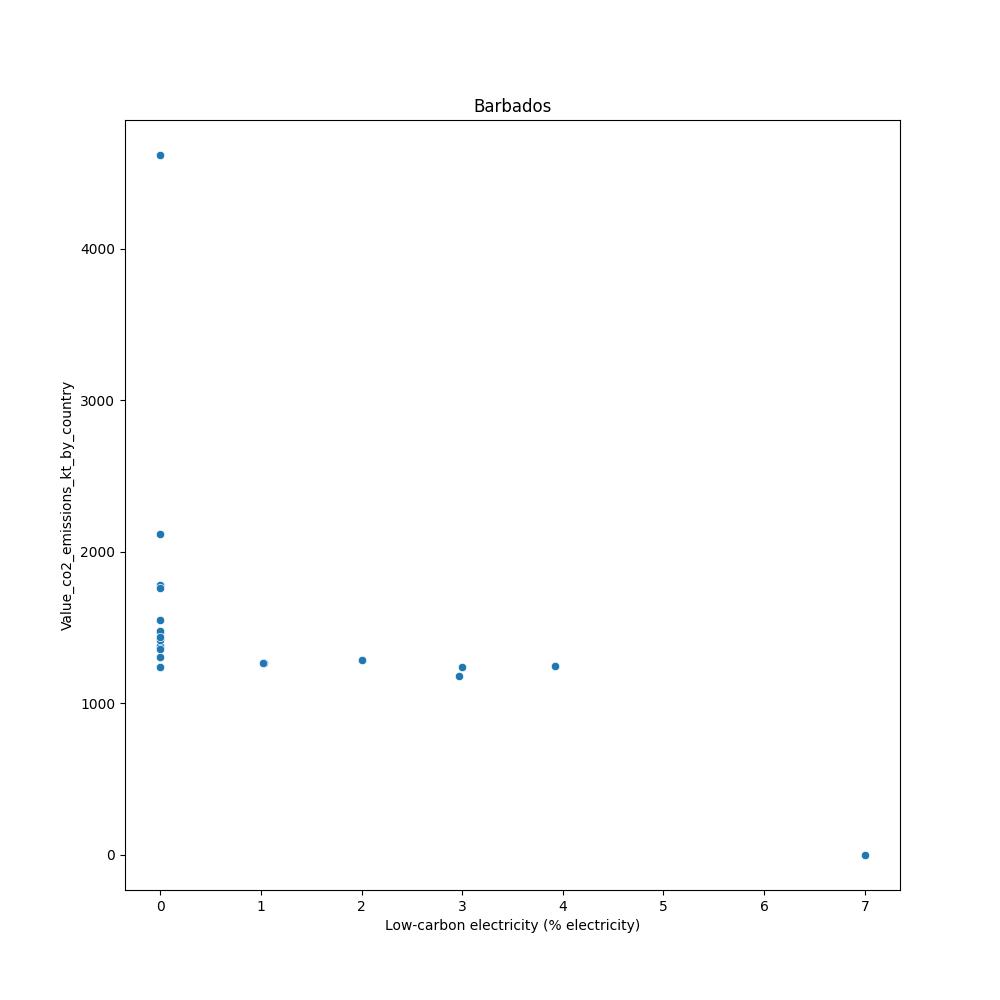 Barbados
Value_co2_emissions_kt_by_country
4000
3000
2000
1000
0
0 1 2 3 4 5 6 7
Low-carbon electricity (% electricity)